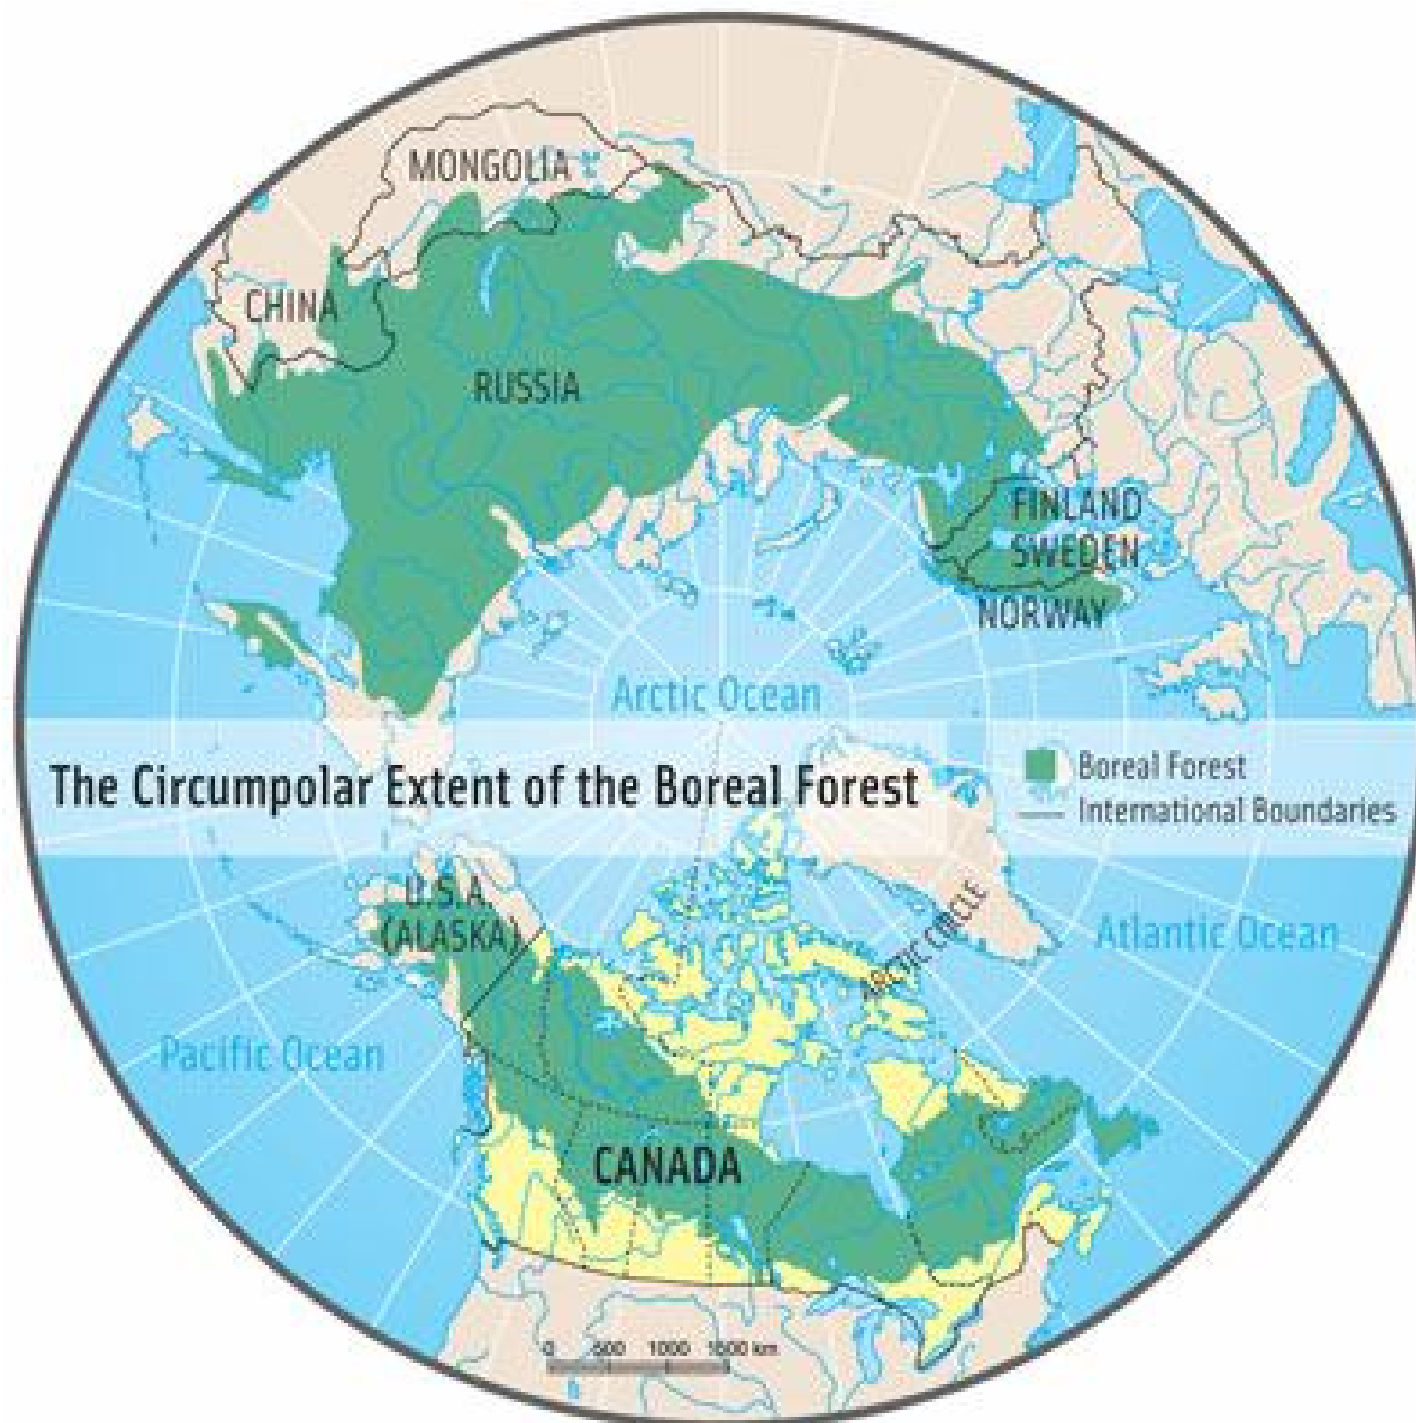 MONGOLIA
CHINA
RUSSIA
FINLAND
SWEDEN
NORWAY
Arctic Ocean
The Circumpolar Extent of the Boreal Forest
Boreal Forest
International Boundaries
U.S.A.
(ALASKA)
ARCTIC CIRCLE
Atlantic Ocean
Pacific Ocean
CANADA
0 500 1000 1500 km